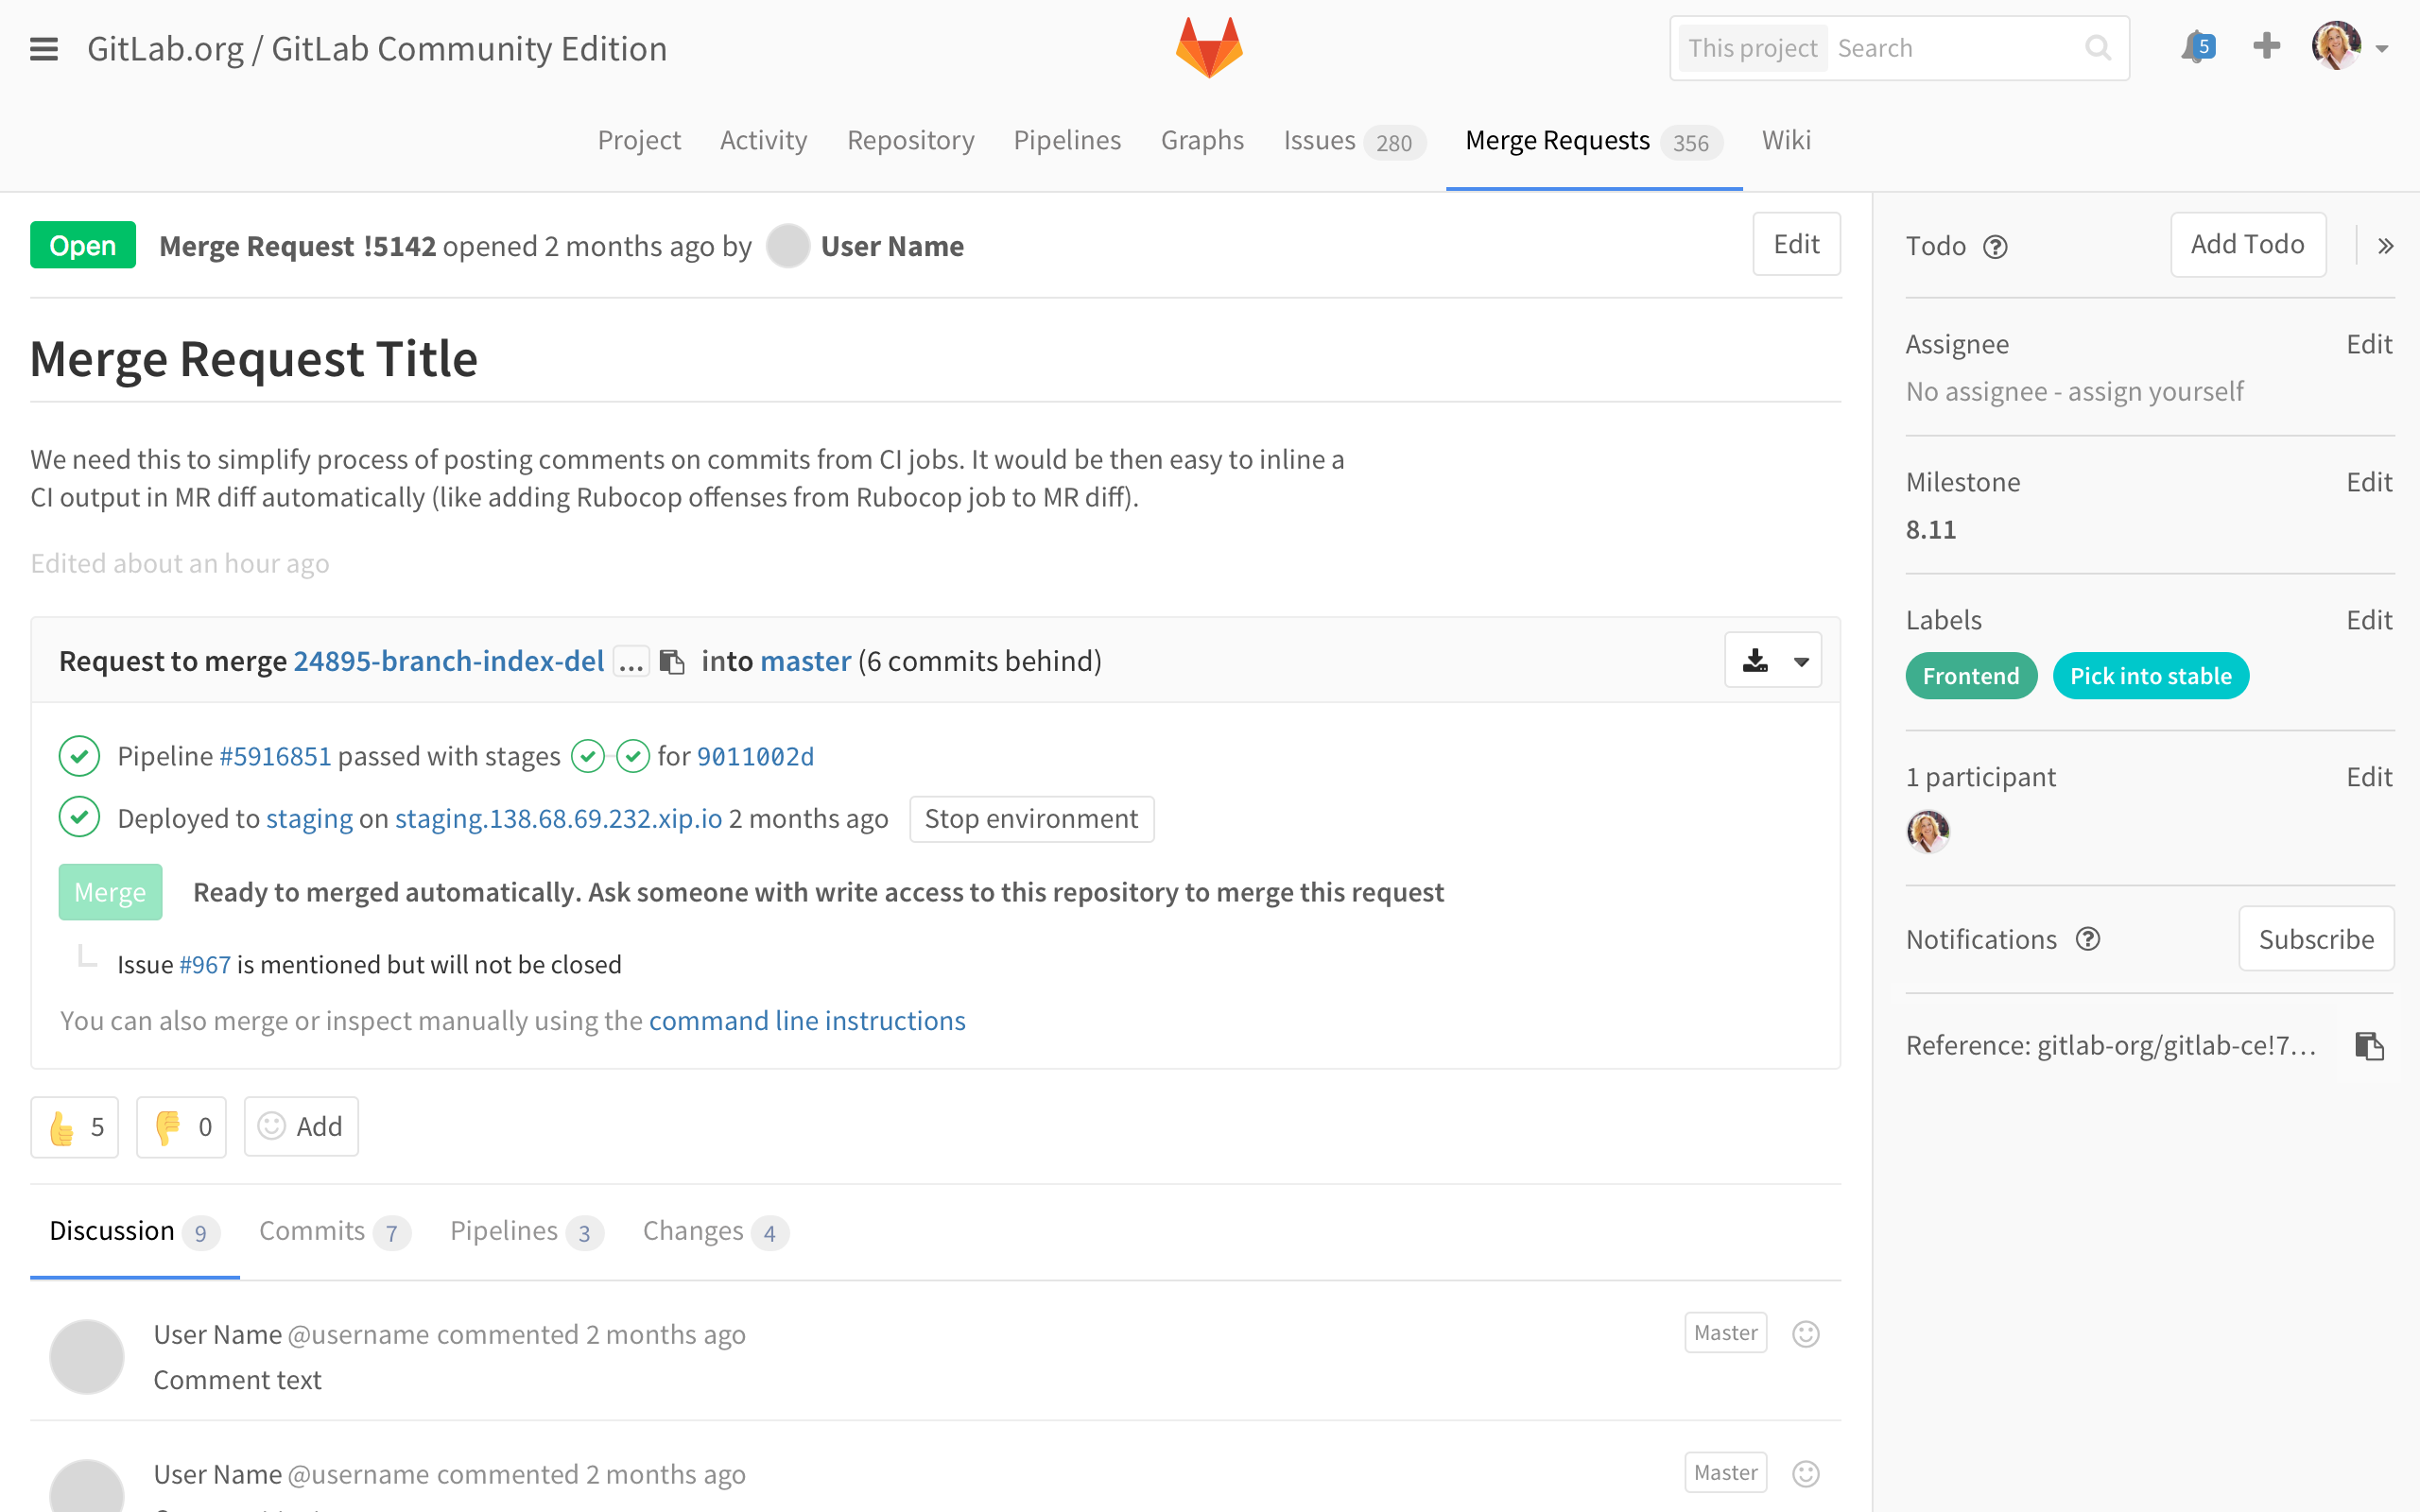 GitLab.org / GitLab Community Edition
This project Search
5
Project Activity Repository Pipelines Graphs Issues 280 Merge Requests 356 Wiki
Open Merge Request !5142 opened 2 months ago by User Name Edit
Merge Request Title
We need this to simplify process of posting comments on commits from CI jobs. It would be then easy to inline a
CI output in MR diff automatically (like adding Rubocop offenses from Rubocop job to MR diff).
Edited about an hour ago
Request to merge 24895-branch-index-del ... into master (6 commits behind)
Pipeline #5916851 passed with stages for 9011002d
Deployed to staging on staging.138.68.69.232.xip.io 2 months ago Stop environment
Merge Ready to merged automatically. Ask someone with write access to this repository to merge this request
Issue #967 is mentioned but will not be closed
You can also merge or inspect manually using the command line instructions
5 0 Add
Discussion 9 Commits 7 Pipelines 3 Changes 4
User Name @username commented 2 months ago Master
Comment text
User Name @username commented 2 months ago Master
Todo Add Todo
Assignee Edit
No assignee - assign yourself
Milestone Edit
8.11
Labels Edit
Frontend Pick into stable
1 participant Edit
Notifications Subscribe
Reference: gitlab-org/gitlab-ce!7...